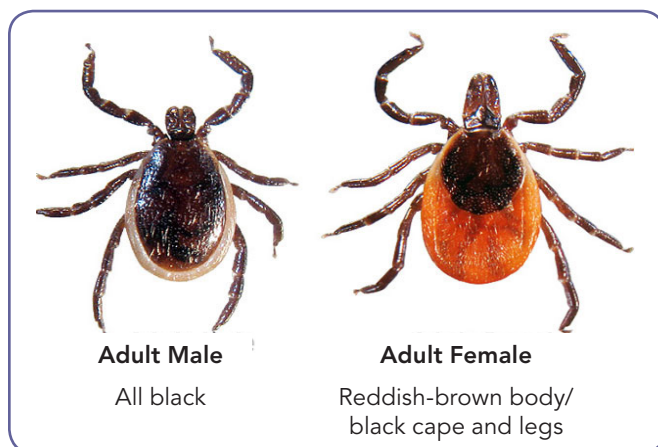 Adult Male
All black
Adult Female
Reddish-brown body/
black cape and legs